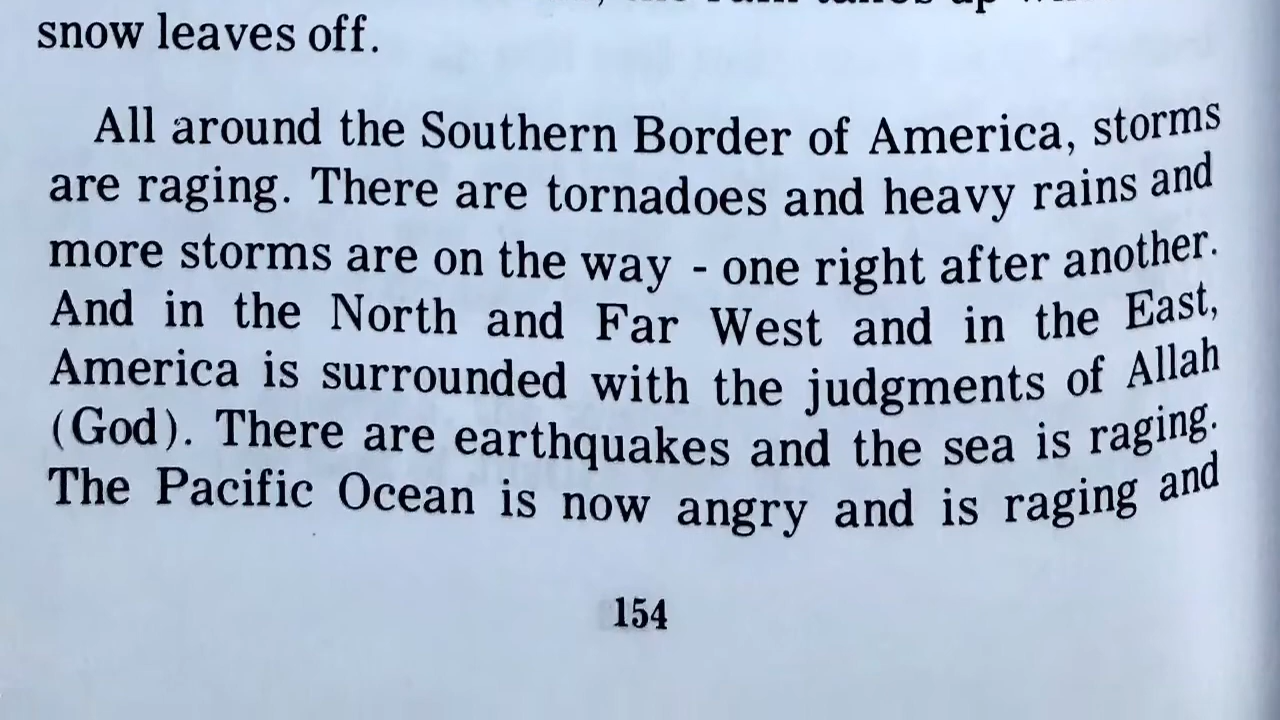 snow leaves off.
All around the Southern Border of America, storms
are raging. There are tornadoes and heavy rains and
more storms are on the way - one right after another.
And in the North and Far West and in the East,
America is surrounded with the judgments of Allah
(God). There are earthquakes and the sea is raging.
The Pacific Ocean is now angry and is raging and
154